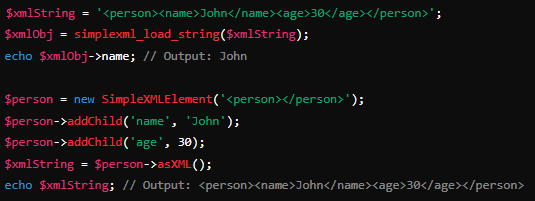 $xmlString = '<person><name>John</name><age>30</age></person>';
$xmlObj = simplexml_load_string($xmlString);
echo $xmlObj->name; // Output: John
$person = new SimpleXMLElement('<person></person>');
$person->addChild('name', 'John');
$person->addChild('age', 30);
$xmlString = $person->asXML();
echo $xmlString; // Output: <person><name>John</name><age>30</age></person>